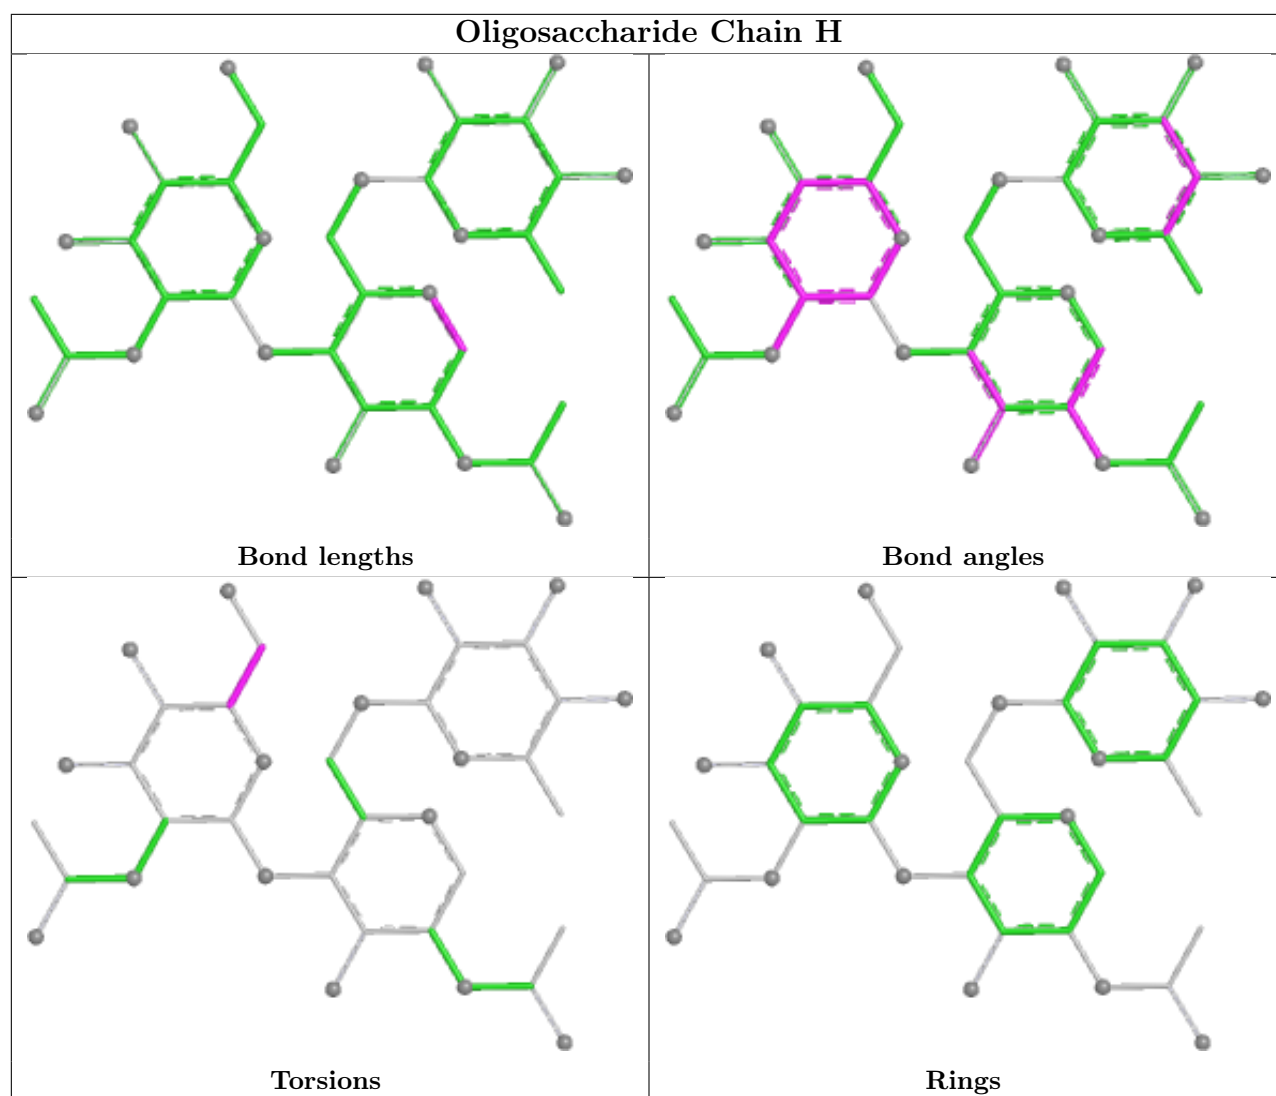 Oligosaccharide Chain H
Bond lengths
Bond angles
Torsions
Rings